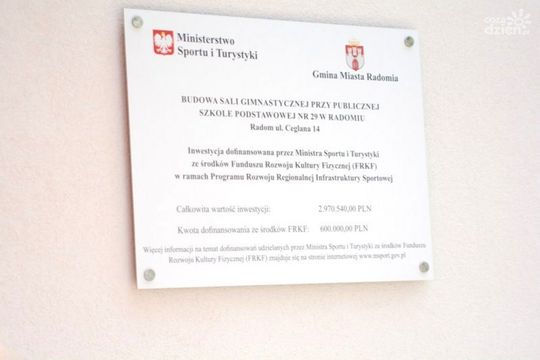 cozadzień.pl
Ministerstwo
Sportu i Turystyki
Gmina Miasta Radomia
BUDOWA SALI GIMNASTYCZNEJ PRZY PUBLICZNEJ
SZKOLE PODSTAWOWEJ NR 29 W RADOMIU
Radom ul. Ceglana 14
Inwestycja dofinansowana przez Ministra Sportu i Turystyki
ze środków Funduszu Rozwoju Kultury Fizycznej (FRKF)
w ramach Programu Rozwoju Regionalnej Infrastruktury Sportowej
Całkowita wartość inwestycji: 2.970.540,00 PLN
Kwota dofinansowania ze środków FRKF: 600.000,00 PLN
Więcej informacji na temat dofinansowań udzielanych przez Ministra Sportu i Turystyki ze środków Funduszu
Rozwoju Kultury Fizycznej (FRKF) znajduje się na stronie internetowej www.msport.gov.pl